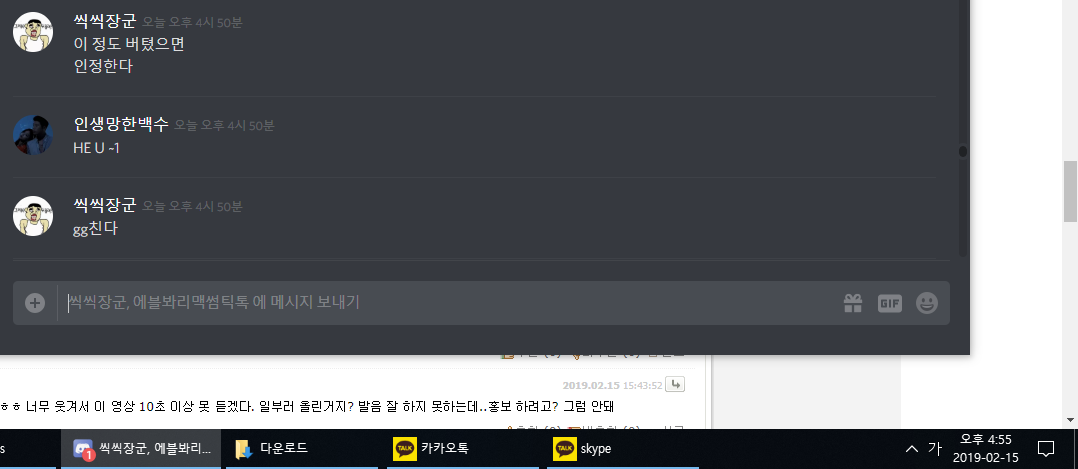 씩씩장군 오늘 오후 4시 50분
이 정도 버텼으면
인정한다
인생망한백수 오늘 오후 4시 50분
HE U ~1
씩씩장군 오늘 오후 4시 50분
gg친다
씩씩장군, 에블봐리맥썸틱톡 에 메시지 보내기
GIF
2019.02.15 15:43:52
ㅎㅎ 너무 웃겨서 이 영상 10초 이상 못 듣겠다. 일부러 올린거지? 발음 잘 하지 못하는데..홍보 하려고? 그럼 안돼
s
1
씩씩장군, 에블봐리...
다운로드
TALK
카카오톡
TALK
skype
가
오후 4:55
2019-02-15